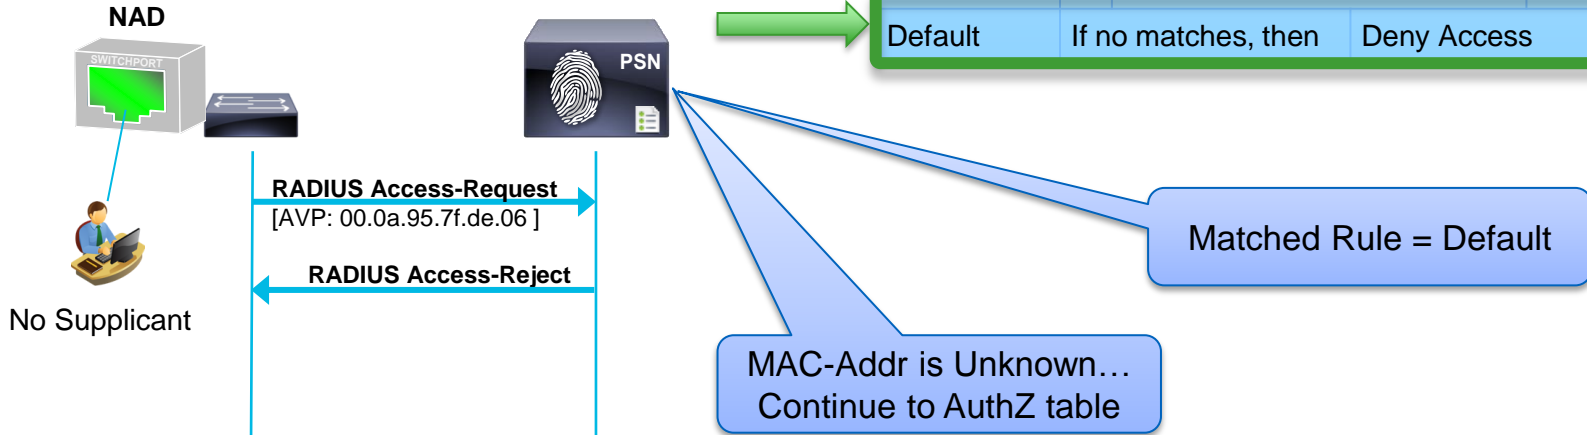 NAD
SWITCHPORT
PSN
Default If no matches, then Deny Access
RADIUS Access-Request
[AVP: 00.0a.95.7f.de.06 ]
RADIUS Access-Reject
No Supplicant
Matched Rule = Default
MAC-Addr is Unknown…
Continue to AuthZ table